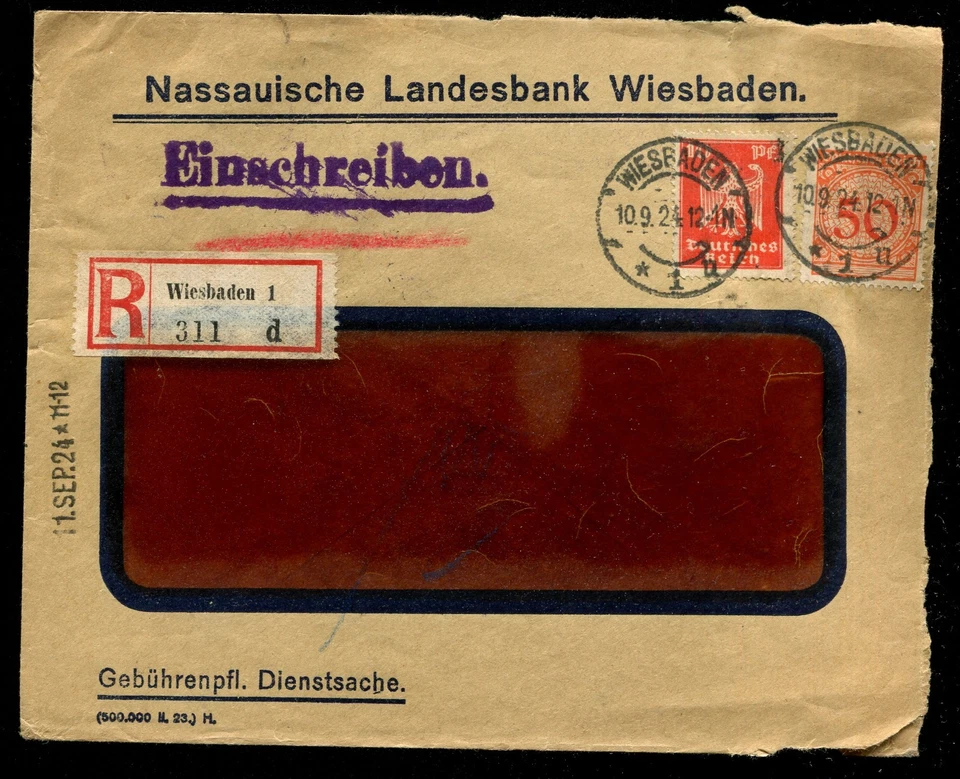 Nassauische Landesbank Wiesbaden.
Einschreiben.
Pf
Deutsches
Reich
50
WIESBADEN
10.9.24.12-1N
* 1 u
WIESBADEN
10.9.24.12-1N
* 1 u
R
Wiesbaden 1
311 d
11.SEP.24*11-12
Gebührenpfl. Dienstsache.
(500.000 II. 23.) H.